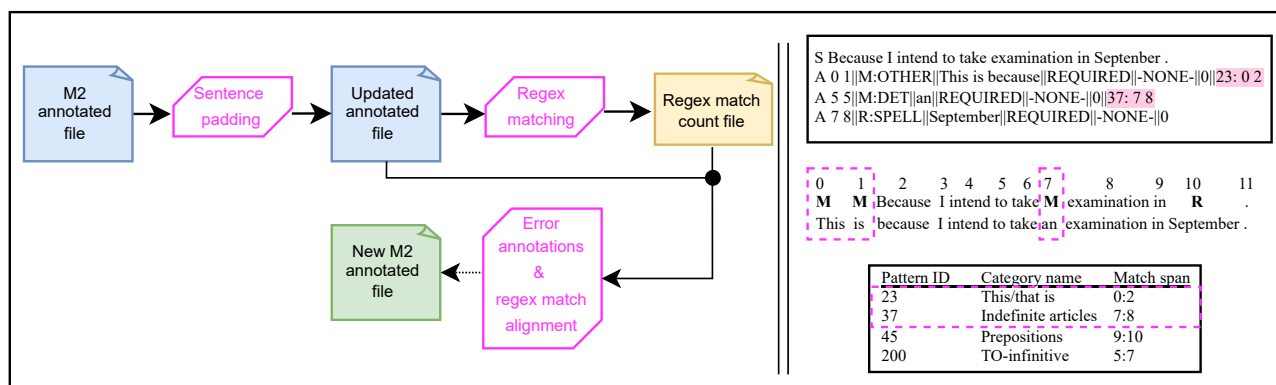 M2
annotated
file
Sentence
padding
Updated
annotated
file
Regex
matching
Regex match
count file
New M2
annotated
file
Error
annotations
&
regex match
alignment
S Because I intend to take examination in September .
A 0 1||M:OTHER||This is because||REQUIRED||-NONE-||0||23: 0 2
A 5 5||M:DET||an||REQUIRED||-NONE-||0||37: 7 8
A 7 8||R:SPELL||September||REQUIRED||-NONE-||0
0 1 2 3 4 5 6 7 8 9 10 11
M M Because I intend to take M examination in R .
This is because I intend to take an examination in September .
Pattern ID Category name Match span
23 This/that is 0:2
37 Indefinite articles 7:8
45 Prepositions 9:10
200 TO-infinitive 5:7